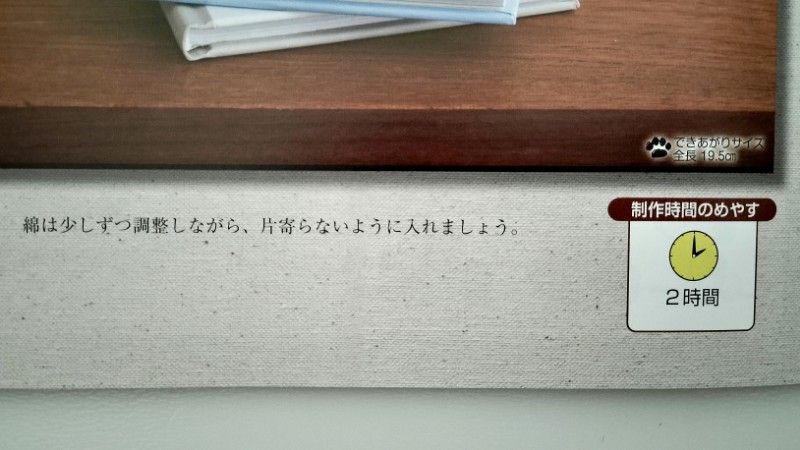 できあがりサイズ
全長 19.5cm
綿は少しずつ調整しながら、片寄らないように入れましょう。
制作時間のめやす
2時間